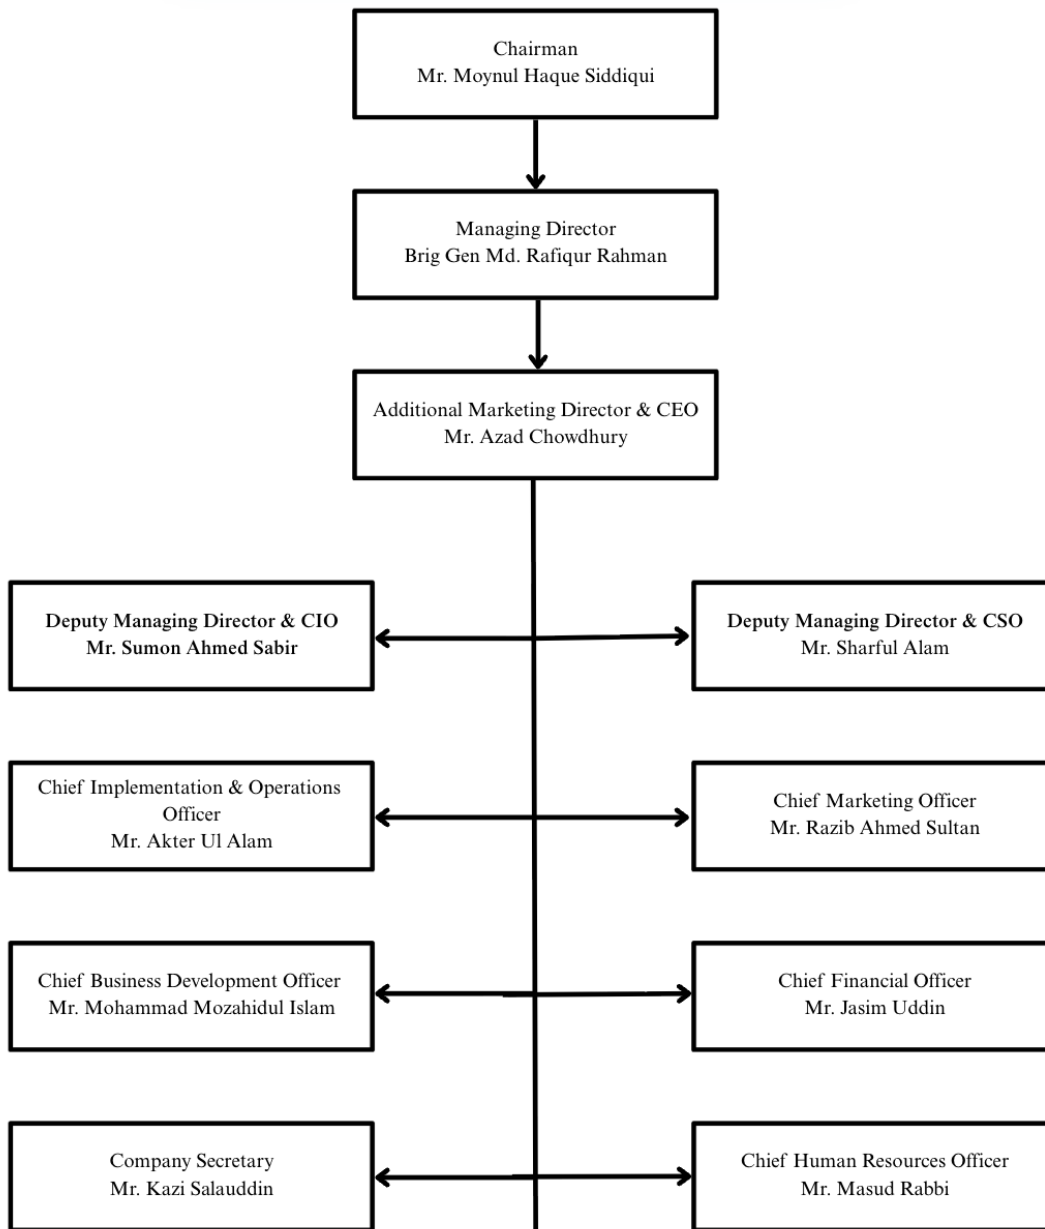 Chairman
Mr. Moynul Haque Siddiqui
Managing Director
Brig Gen Md. Rafiqur Rahman
Additional Marketing Director & CEO
Mr. Azad Chowdhury
Deputy Managing Director & CIO
Mr. Sumon Ahmed Sabir
Deputy Managing Director & CSO
Mr. Sharful Alam
Chief Implementation & Operations
Officer
Mr. Akter Ul Alam
Chief Marketing Officer
Mr. Razib Ahmed Sultan
Chief Business Development Officer
Mr. Mohammad Mozahidul Islam
Chief Financial Officer
Mr. Jasim Uddin
Company Secretary
Mr. Kazi Salauddin
Chief Human Resources Officer
Mr. Masud Rabbi